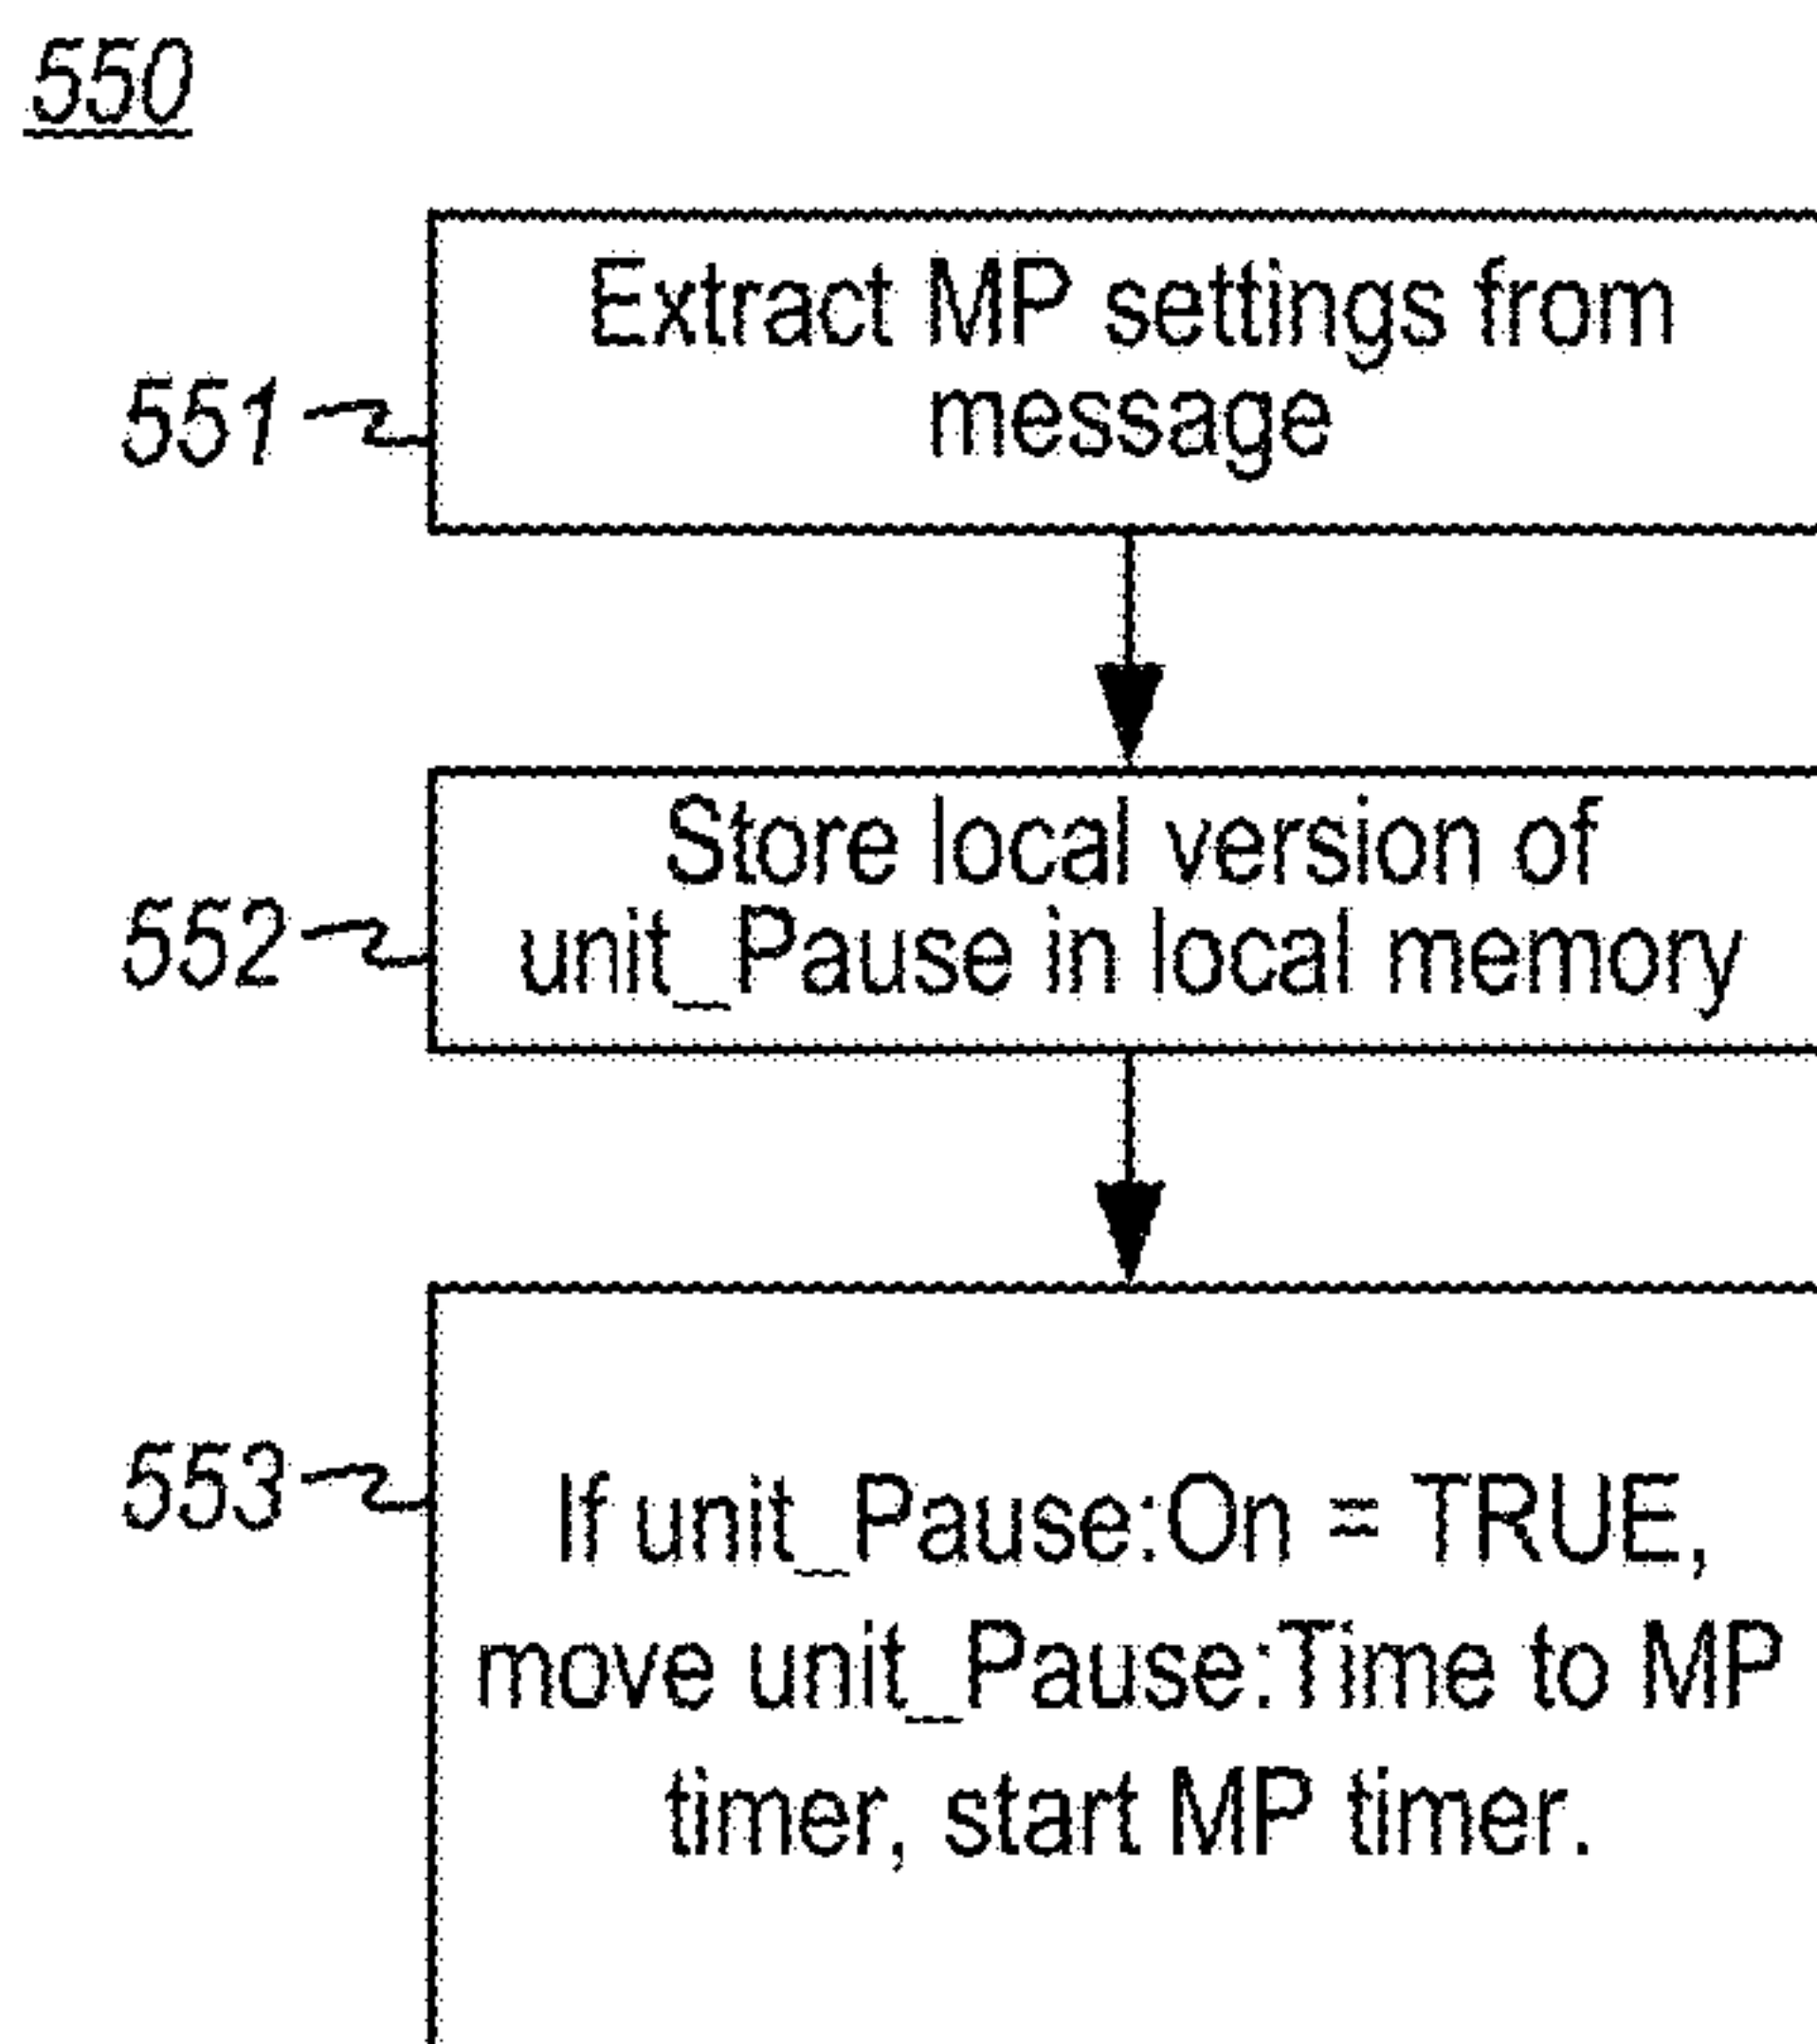 550
Extract MP settings from
message
551
Store local version of
unit_Pause in local memory
552
If unit_Pause:On = TRUE,
move unit_Pause:Time to MP
timer, start MP timer.
553